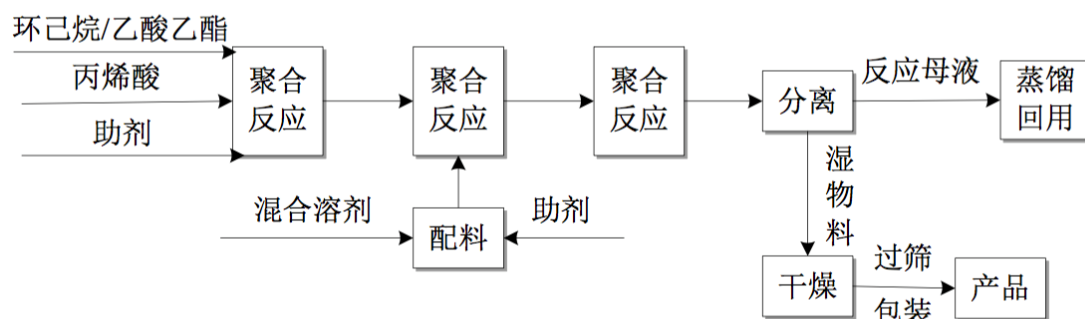 环己烷/乙酸乙酯
丙烯酸
助剂
聚合
反应
聚合
反应
聚合
反应
分离
反应母液
蒸馏
回用
混合溶剂
配料
助剂
湿
物
料
干燥
过筛
包装
产品